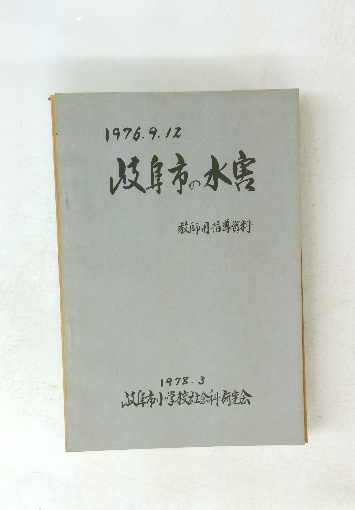 1976.9.12
岐阜市の水害
教師用指導資料
1978.3
岐阜市小学校社会科研究会